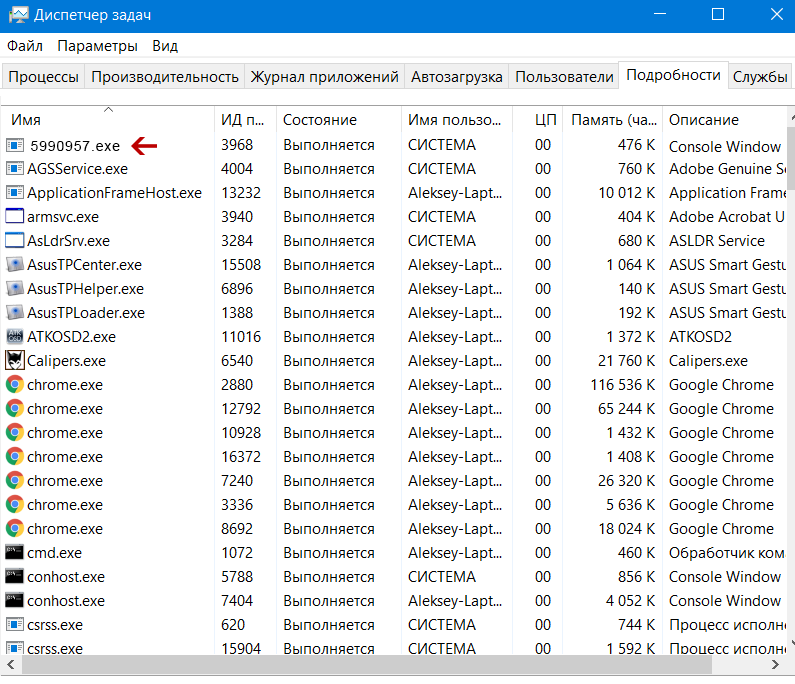 Диспетчер задач
Файл Параметры Вид
Процессы Производительность Журнал приложений Автозагрузка Пользователи Подробности Службы
Имя ИД п... Состояние Имя пользо... ЦП Память (ча... Описание
5990957.exe 3968 Выполняется СИСТЕМА 00 476 K Console Window
AGSService.exe 4004 Выполняется СИСТЕМА 00 760 K Adobe Genuine So
ApplicationFrameHost.exe 13232 Выполняется Aleksey-Lapt... 00 10 012 K Application Frame
armsvc.exe 3940 Выполняется СИСТЕМА 00 404 K Adobe Acrobat U
AsLdrSrv.exe 3284 Выполняется СИСТЕМА 00 680 K ASLDR Service
AsusTPCenter.exe 15508 Выполняется Aleksey-Lapt... 00 1 064 K ASUS Smart Gestu
AsusTPHelper.exe 6896 Выполняется Aleksey-Lapt... 00 140 K ASUS Smart Gestu
AsusTPLoader.exe 1388 Выполняется Aleksey-Lapt... 00 192 K ASUS Smart Gestu
ATKOSD2.exe 11016 Выполняется Aleksey-Lapt... 00 1 372 K ATKOSD2
Calipers.exe 6540 Выполняется Aleksey-Lapt... 00 21 760 K Calipers.exe
chrome.exe 2880 Выполняется Aleksey-Lapt... 00 116 536 K Google Chrome
chrome.exe 12792 Выполняется Aleksey-Lapt... 00 65 244 K Google Chrome
chrome.exe 10928 Выполняется Aleksey-Lapt... 00 1 432 K Google Chrome
chrome.exe 16372 Выполняется Aleksey-Lapt... 00 1 408 K Google Chrome
chrome.exe 7240 Выполняется Aleksey-Lapt... 00 26 320 K Google Chrome
chrome.exe 3336 Выполняется Aleksey-Lapt... 00 5 636 K Google Chrome
chrome.exe 8692 Выполняется Aleksey-Lapt... 00 18 024 K Google Chrome
cmd.exe 1072 Выполняется Aleksey-Lapt... 00 460 K Обработчик кома
conhost.exe 5788 Выполняется СИСТЕМА 00 856 K Console Window
conhost.exe 7404 Выполняется Aleksey-Lapt... 00 4 052 K Console Window
csrss.exe 620 Выполняется СИСТЕМА 00 744 K Процесс исполне
csrss.exe 15904 Выполняется СИСТЕМА 00 1 592 K Процесс исполне